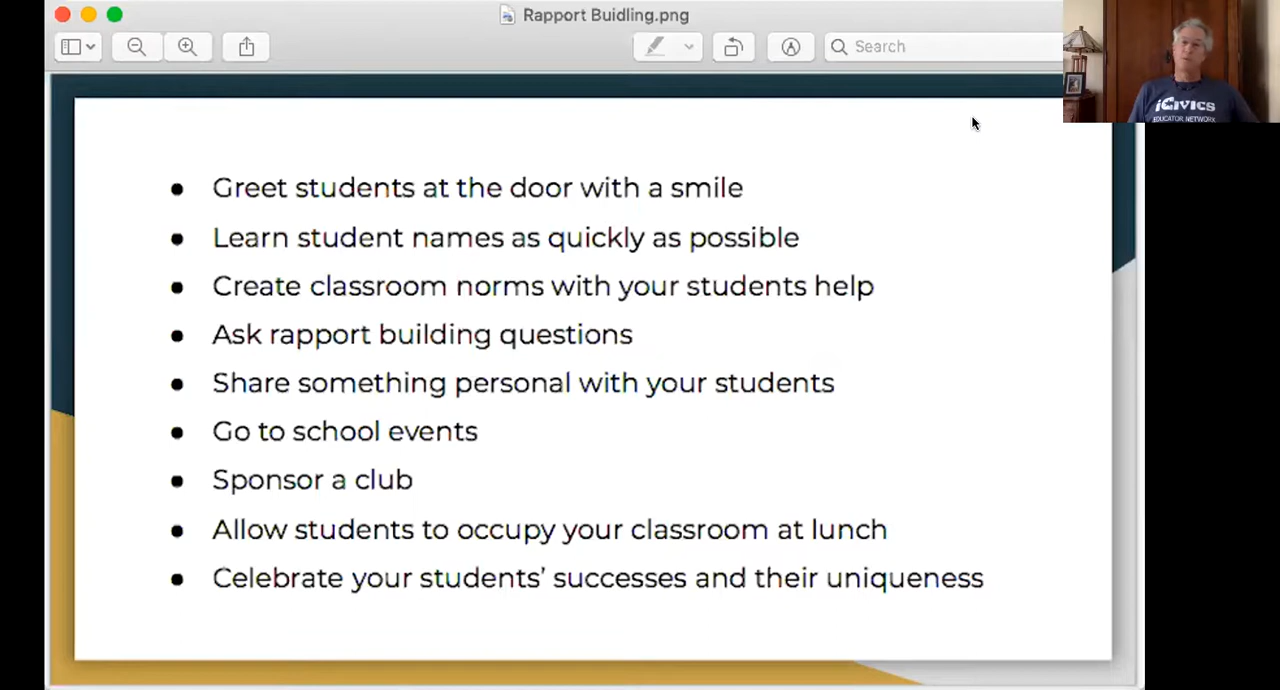 Rapport Buidling.png
Search
iCivics
EDUCATOR NETWORK
Greet students at the door with a smile
Learn student names as quickly as possible
Create classroom norms with your students help
Ask rapport building questions
Share something personal with your students
Go to school events
Sponsor a club
Allow students to occupy your classroom at lunch
Celebrate your students’ successes and their uniqueness